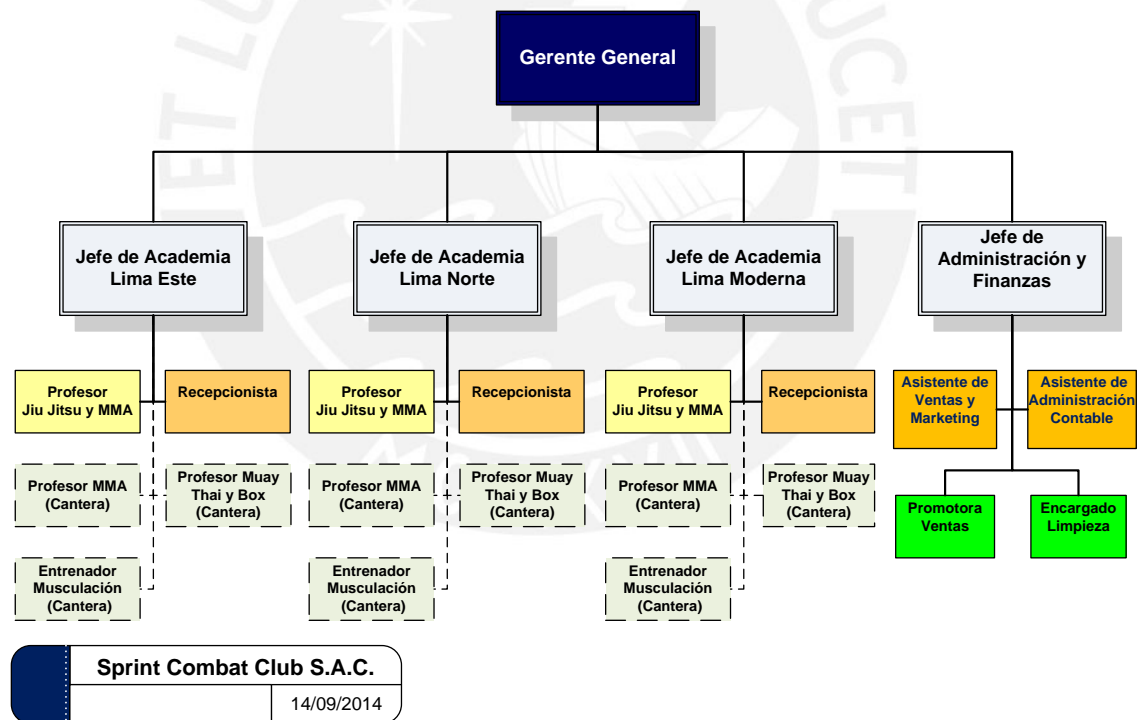 Gerente General
Jefe de Academia
Lima Este
Jefe de Academia
Lima Norte
Jefe de Academia
Lima Moderna
Jefe de
Administración y
Finanzas
Profesor
Jiu Jitsu y MMA
Recepcionista
Profesor
Jiu Jitsu y MMA
Recepcionista
Profesor
Jiu Jitsu y MMA
Recepcionista
Asistente de
Ventas y
Marketing
Asistente de
Administración
Contable
Profesor MMA
(Cantera)
Profesor Muay
Thai y Box
(Cantera)
Profesor MMA
(Cantera)
Profesor Muay
Thai y Box
(Cantera)
Profesor MMA
(Cantera)
Profesor Muay
Thai y Box
(Cantera)
Promotora
Ventas
Encargado
Limpieza
Entrenador
Musculación
(Cantera)
Entrenador
Musculación
(Cantera)
Entrenador
Musculación
(Cantera)
Sprint Combat Club S.A.C.
14/09/2014